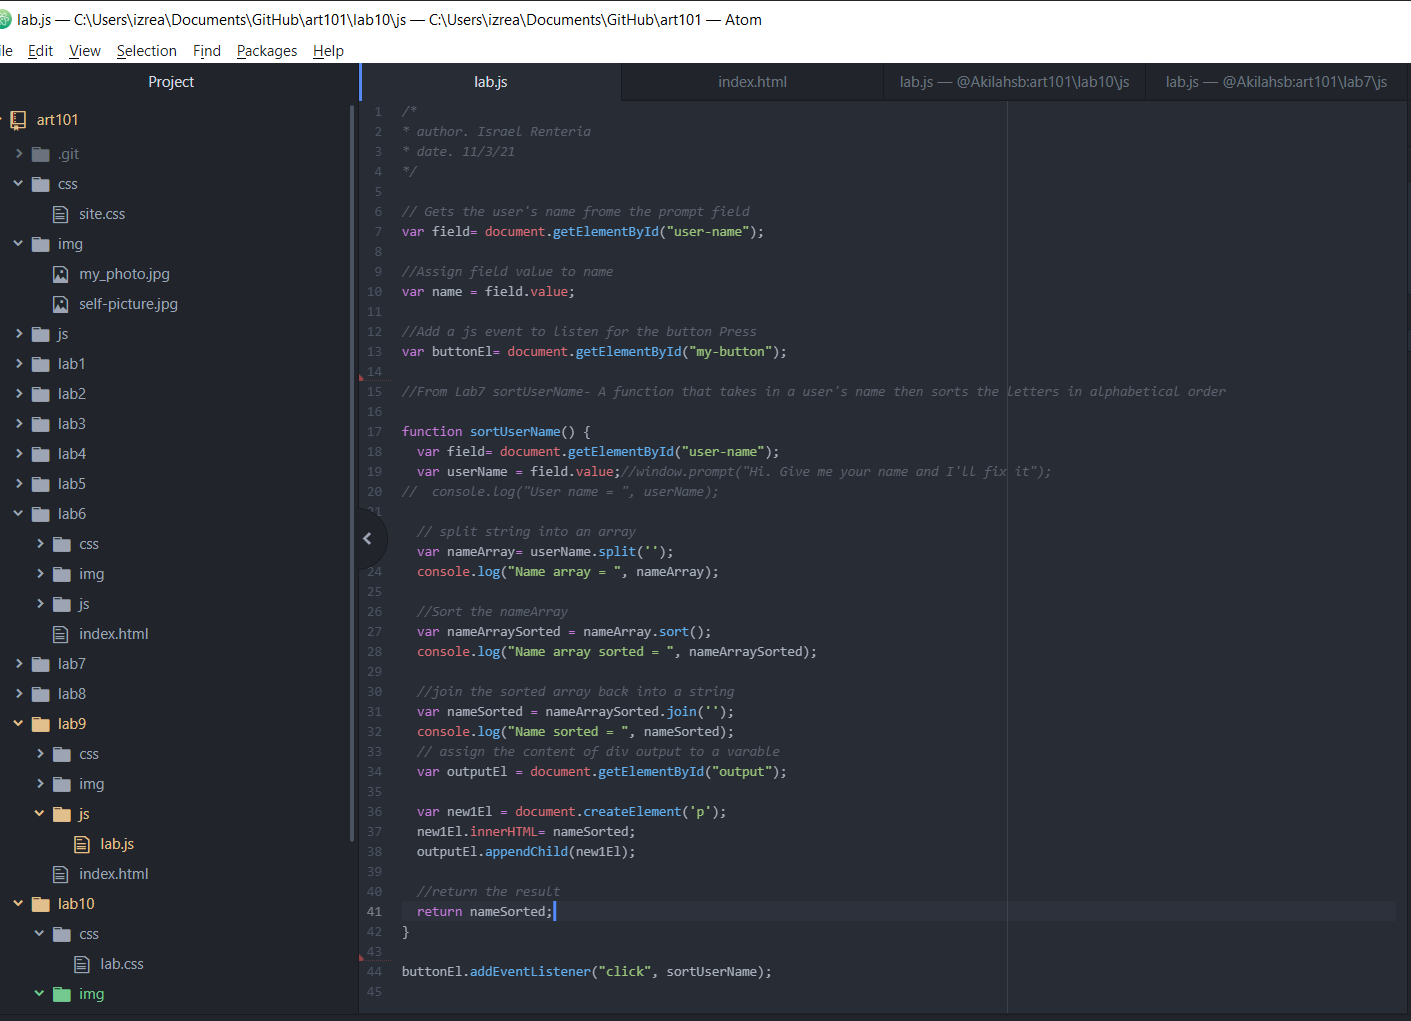 lab.js — C:\Users\izrea\Documents\GitHub\art101\lab10\js — C:\Users\izrea\Documents\GitHub\art101 — Atom
ile Edit View Selection Find Packages Help
Project
art101
.git
css
site.css
img
my_photo.jpg
self-picture.jpg
js
lab1
lab2
lab3
lab4
lab5
lab6
css
img
js
index.html
lab7
lab8
lab9
css
img
js
lab.js
index.html
lab10
css
lab.css
img
lab.js index.html lab.js — @Akilahsb:art101\lab10\js lab.js — @Akilahsb:art101\lab7\js
1 /*
2 * author. Israel Renteria
3 * date. 11/3/21
4 */
5
6 // Gets the user's name frome the prompt field
7 var field= document.getElementById("user-name");
8
9 //Assign field value to name
10 var name = field.value;
11
12 //Add a js event to listen for the button Press
13 var buttonEl= document.getElementById("my-button");
14
15 //From Lab7 sortUserName- A function that takes in a user's name then sorts the letters in alphabetical order
16
17 function sortUserName() {
18 var field= document.getElementById("user-name");
19 var userName = field.value;//window.prompt("Hi. Give me your name and I'll fix it");
20 // console.log("User name = ", userName);
21
// split string into an array
var nameArray= userName.split('');
24 console.log("Name array = ", nameArray);
25
26 //Sort the nameArray
27 var nameArraySorted = nameArray.sort();
28 console.log("Name array sorted = ", nameArraySorted);
29
30 //join the sorted array back into a string
31 var nameSorted = nameArraySorted.join('');
32 console.log("Name sorted = ", nameSorted);
33 // assign the content of div output to a varable
34 var outputEl = document.getElementById("output");
35
36 var new1El = document.createElement('p');
37 new1El.innerHTML= nameSorted;
38 outputEl.appendChild(new1El);
39
40 //return the result
41 return nameSorted;
42 }
43
44 buttonEl.addEventListener("click", sortUserName);
45